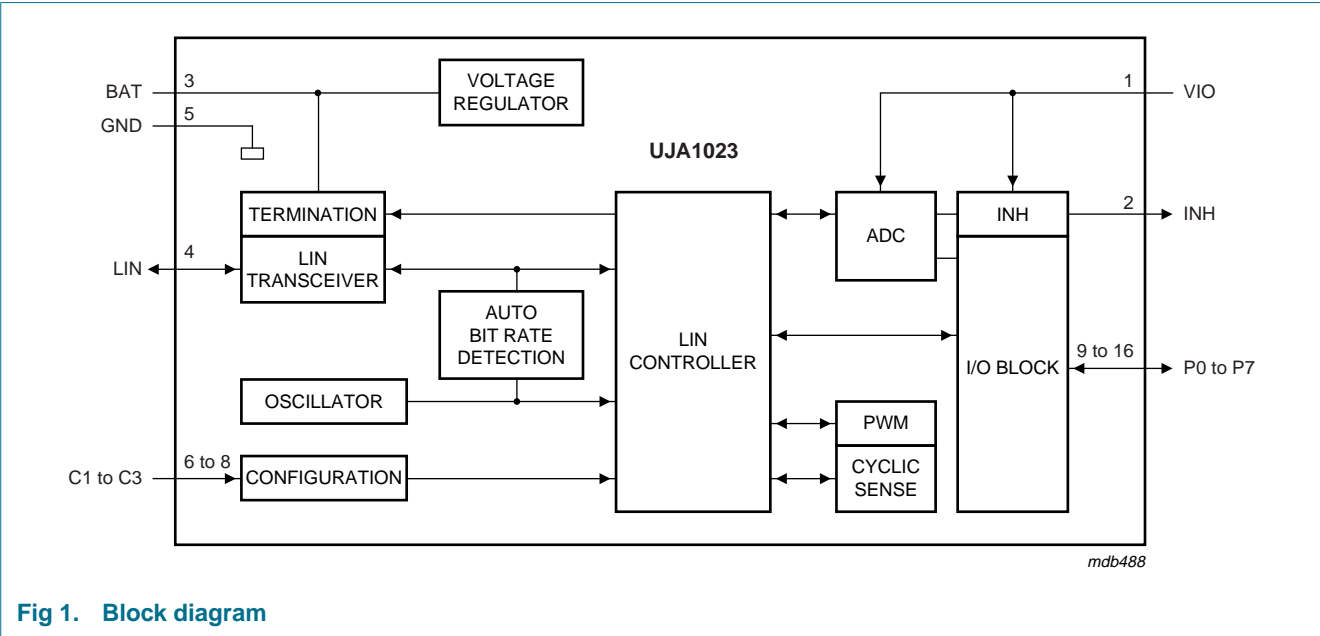 BAT
3
VOLTAGE
REGULATOR
1
VIO
GND
5
UJA1023
TERMINATION
LIN
4
LIN
TRANSCEIVER
AUTO
BIT RATE
DETECTION
OSCILLATOR
C1 to C3
6 to 8
CONFIGURATION
LIN
CONTROLLER
ADC
INH
2
INH
I/O BLOCK
9 to 16
P0 to P7
PWM
CYCLIC
SENSE
mdb488
Fig 1. Block diagram